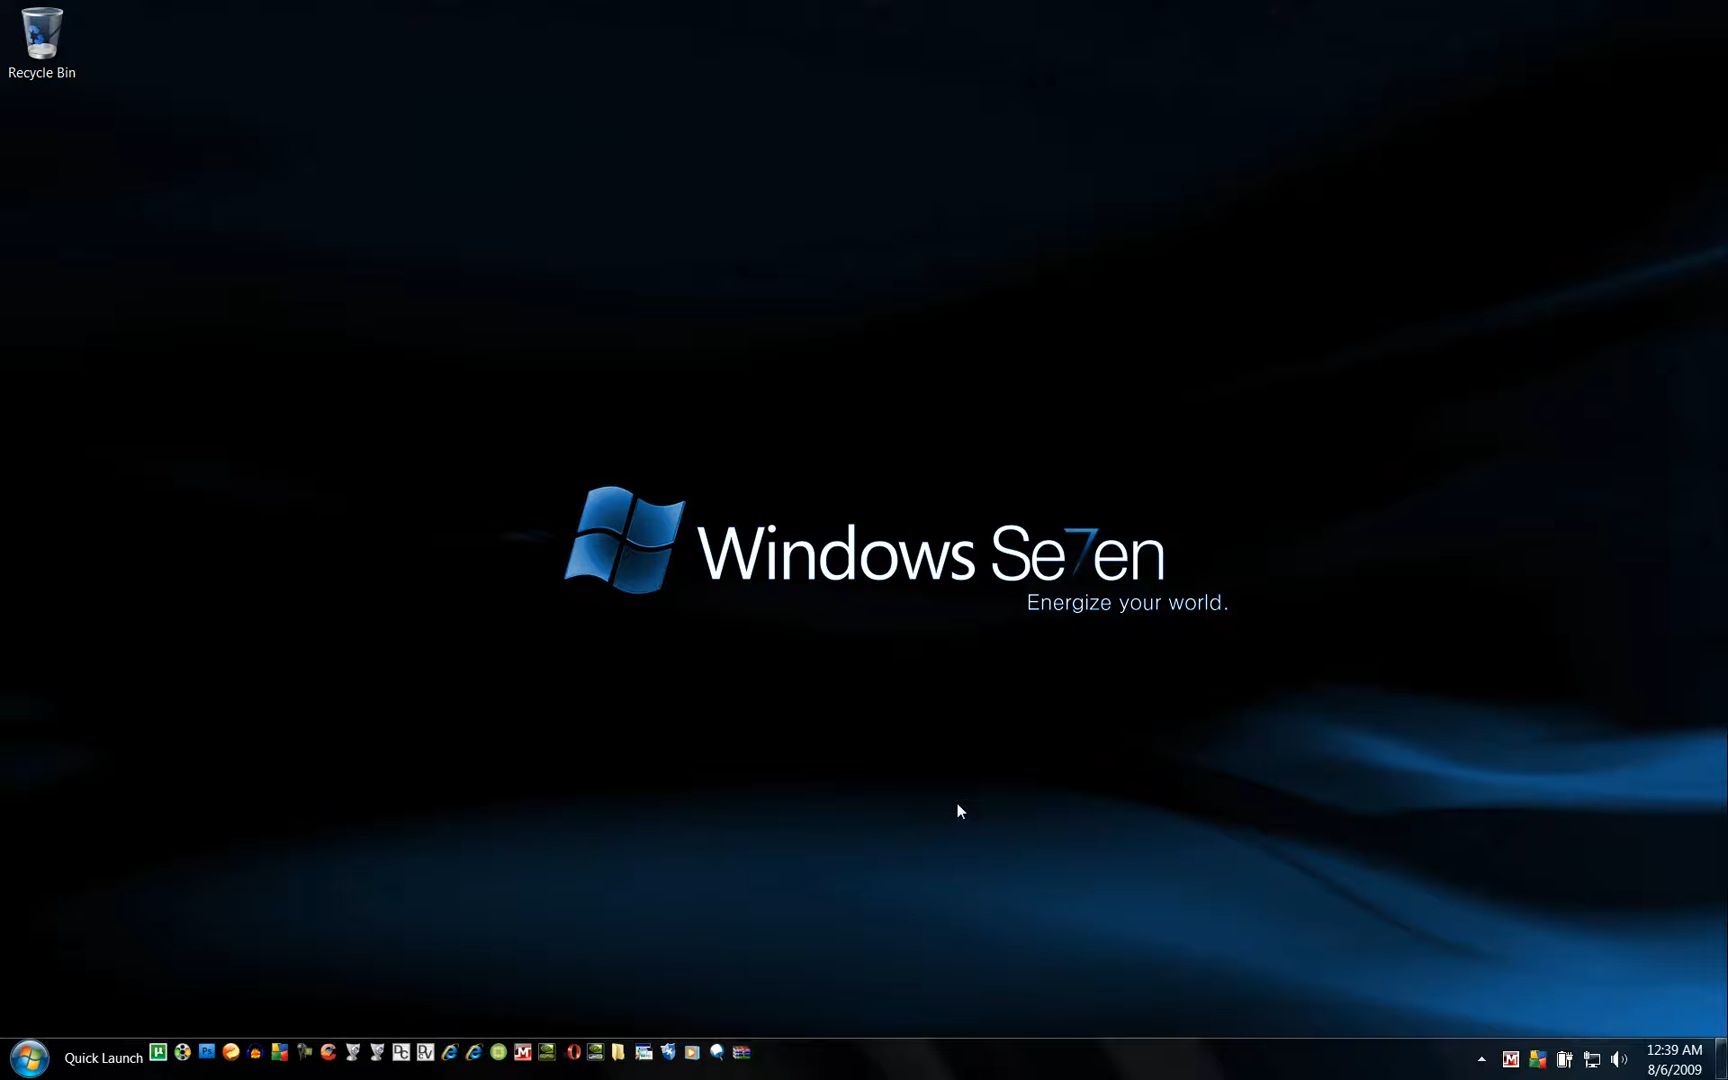 Recycle Bin
Windows Se7en
Energize your world.
Quick Launch
12:39 AM
8/6/2009